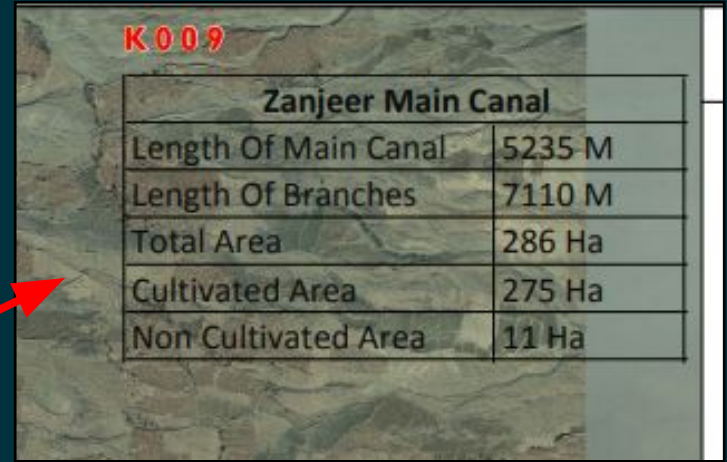 K009
Zanjeer Main Canal
Length Of Main Canal 5235 M
Length Of Branches 7110 M
Total Area 286 Ha
Cultivated Area 275 Ha
Non Cultivated Area 11 Ha